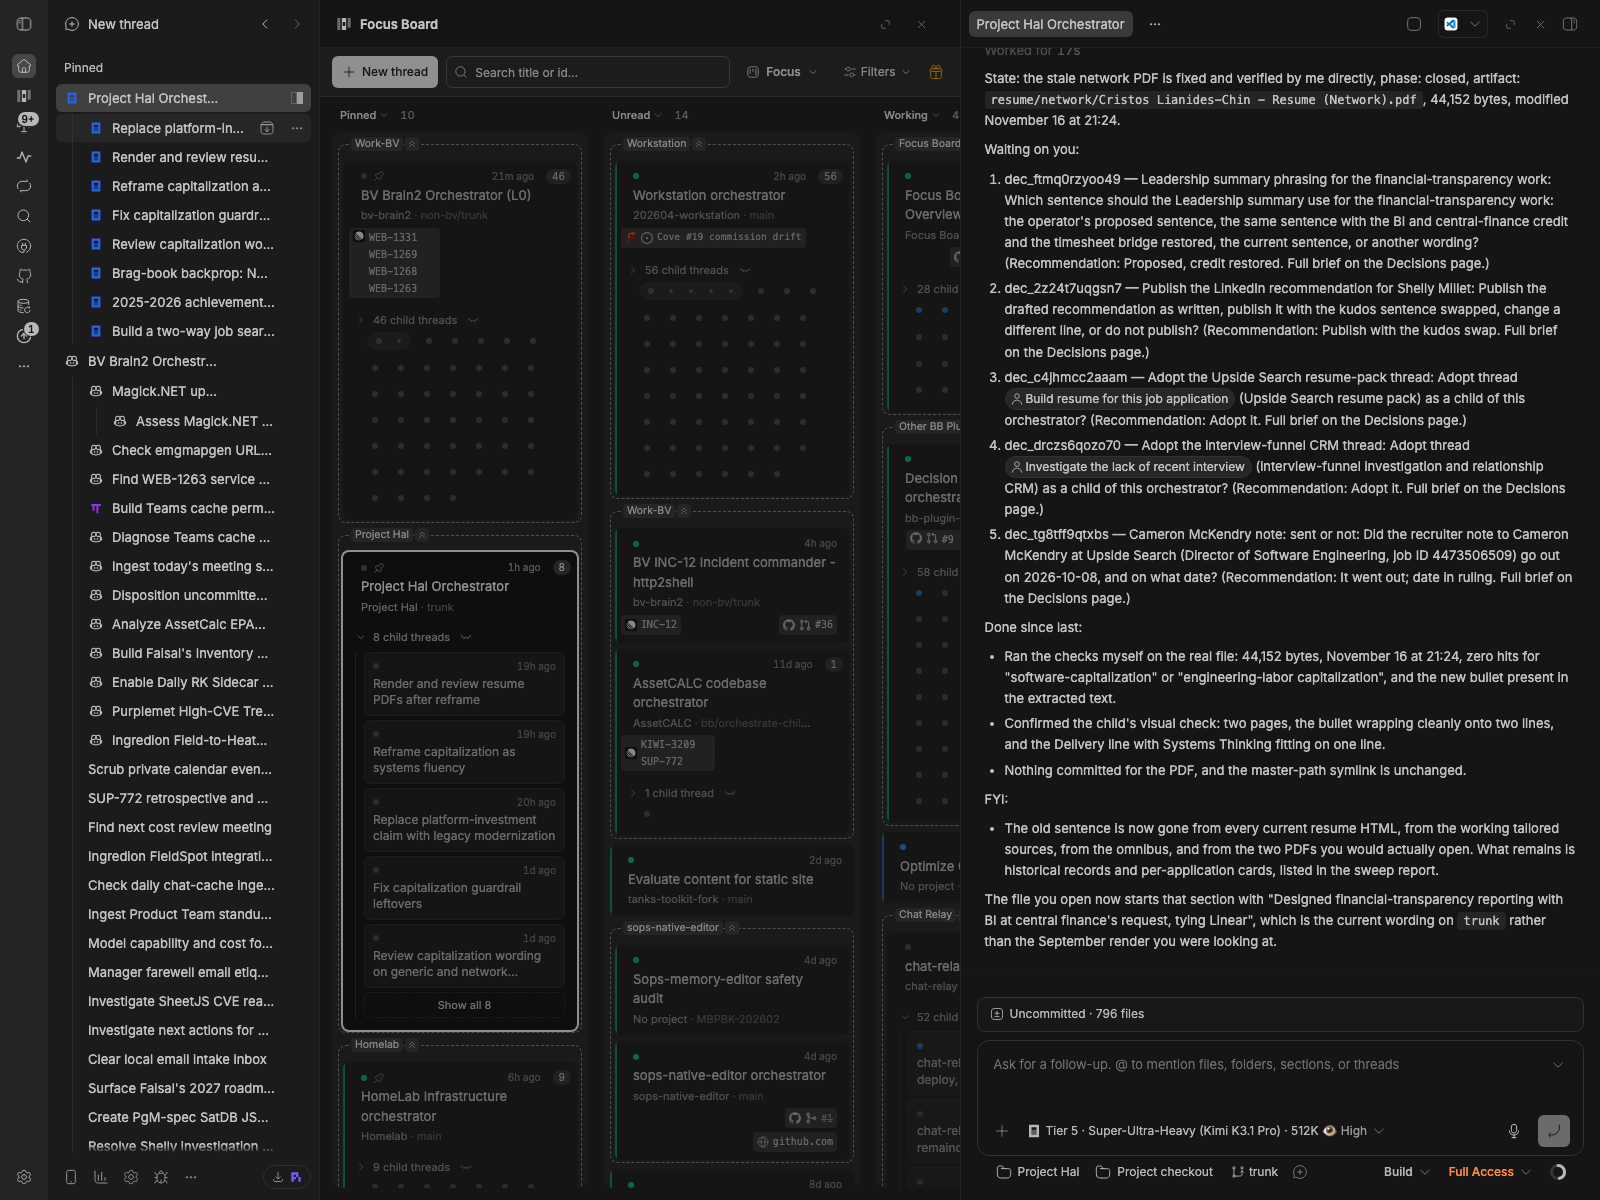 New thread
Pinned
Project Hal Orchest...
Replace platform-in...
Render and review resu...
Reframe capitalization a...
Fix capitalization guardr...
Review capitalization wo...
Brag-book backprop: N...
2025-2026 achievement...
Build a two-way job sear...
BV Brain2 Orchestr...
Magick.NET up...
Assess Magick.NET ...
Check emgmapgen URL...
Find WEB-1263 service ...
Build Teams cache perm...
Diagnose Teams cache ...
Ingest today's meeting s...
Disposition uncommitte...
Analyze AssetCalc EPA...
Build Faisal's Inventory ...
Enable Daily RK Sidecar ...
Purplemet High-CVE Tre...
Ingredion Field-to-Heat...
Scrub private calendar even...
SUP-772 retrospective and ...
Find next cost review meeting
Ingredion FieldSpot Integrati...
Check daily chat-cache inge...
Ingest Product Team standu...
Model capability and cost fo...
Manager farewell email etiq...
Investigate SheetJS CVE rea...
Investigate next actions for ...
Clear local email intake inbox
Surface Faisal's 2027 roadm...
Create PgM-spec SatDB JS...
Resolve Shelly Investigation ...
9+
1
Focus Board
New thread
Search title or id...
Focus
Filters
Pinned 10
Work-BV
21m ago 46
BV Brain2 Orchestrator (L0)
bv-brain2 · non-bv/trunk
WEB-1331
WEB-1269
WEB-1268
WEB-1263
46 child threads
Project Hal
1h ago 8
Project Hal Orchestrator
Project Hal · trunk
8 child threads
19h ago
Render and review resume
PDFs after reframe
19h ago
Reframe capitalization as
systems fluency
20h ago
Replace platform-investment
claim with legacy modernization
1d ago
Fix capitalization guardrail
leftovers
1d ago
Review capitalization wording
on generic and network...
Show all 8
Homelab
6h ago 9
HomeLab Infrastructure
orchestrator
Homelab · main
9 child threads
Unread 14
Workstation
2h ago 56
Workstation orchestrator
202604-workstation · main
Cove #19 commission drift
56 child threads
Work-BV
4h ago
BV INC-12 Incident commander -
http2shell
bv-brain2 · non-bv/trunk
INC-12
#36
11d ago 1
AssetCALC codebase
orchestrator
AssetCALC · bb/orchestrate-chil...
KIWI-3209
SUP-772
1 child thread
2d ago
Evaluate content for static site
tanks-toolkit-fork · main
sops-native-editor
4d ago
Sops-memory-editor safety
audit
No project · MBPBK-202602
4d ago
sops-native-editor orchestrator
sops-native-editor · main
#1
github.com
8d ago
Working 4
Focus Board
Focus Bo
Overview
Focus Boa
28 child
Other BB Plu
Decision
orchestra
bb-plugin-
#9
58 child
Optimize
No project ·
Chat Relay
chat-rela
chat-relay
52 child
chat-rel
deploy,
chat-rel
remainc
Project Hal Orchestrator
Worked for 17s
State: the stale network PDF is fixed and verified by me directly, phase: closed, artifact:
resume/network/Cristos Lianides-Chin - Resume (Network).pdf , 44,152 bytes, modified
November 16 at 21:24.
Waiting on you:
1. dec_ftmq0rzyoo49 — Leadership summary phrasing for the financial-transparency work:
Which sentence should the Leadership summary use for the financial-transparency work:
the operator's proposed sentence, the same sentence with the BI and central-finance credit
and the timesheet bridge restored, the current sentence, or another wording?
(Recommendation: Proposed, credit restored. Full brief on the Decisions page.)
2. dec_2z24t7uqgsn7 — Publish the LinkedIn recommendation for Shelly Millet: Publish the
drafted recommendation as written, publish it with the kudos sentence swapped, change a
different line, or do not publish? (Recommendation: Publish with the kudos swap. Full brief
on the Decisions page.)
3. dec_c4jhmcc2aaam — Adopt the Upside Search resume-pack thread: Adopt thread
Build resume for this job application (Upside Search resume pack) as a child of this
orchestrator? (Recommendation: Adopt it. Full brief on the Decisions page.)
4. dec_drczs6qozo70 — Adopt the interview-funnel CRM thread: Adopt thread
Investigate the lack of recent interview (interview-funnel investigation and relationship
CRM) as a child of this orchestrator? (Recommendation: Adopt it. Full brief on the Decisions
page.)
5. dec_tg8tff9qtxbs — Cameron McKendry note: sent or not: Did the recruiter note to Cameron
McKendry at Upside Search (Director of Software Engineering, job ID 4473506509) go out
on 2026-10-08, and on what date? (Recommendation: It went out; date in ruling. Full brief on
the Decisions page.)
Done since last:
• Ran the checks myself on the real file: 44,152 bytes, November 16 at 21:24, zero hits for
"software-capitalization" or "engineering-labor capitalization", and the new bullet present in
the extracted text.
• Confirmed the child's visual check: two pages, the bullet wrapping cleanly onto two lines,
and the Delivery line with Systems Thinking fitting on one line.
• Nothing committed for the PDF, and the master-path symlink is unchanged.
FYI:
• The old sentence is now gone from every current resume HTML, from the working tailored
sources, from the omnibus, and from the two PDFs you would actually open. What remains is
historical records and per-application cards, listed in the sweep report.
The file you open now starts that section with "Designed financial-transparency reporting with
BI at central finance's request, tying Linear", which is the current wording on trunk rather
than the September render you were looking at.
Uncommitted · 796 files
Ask for a follow-up. @ to mention files, folders, sections, or threads
Tier 5 · Super-Ultra-Heavy (Kimi K3.1 Pro) · 512K High
Project Hal
Project checkout
trunk
Build
Full Access